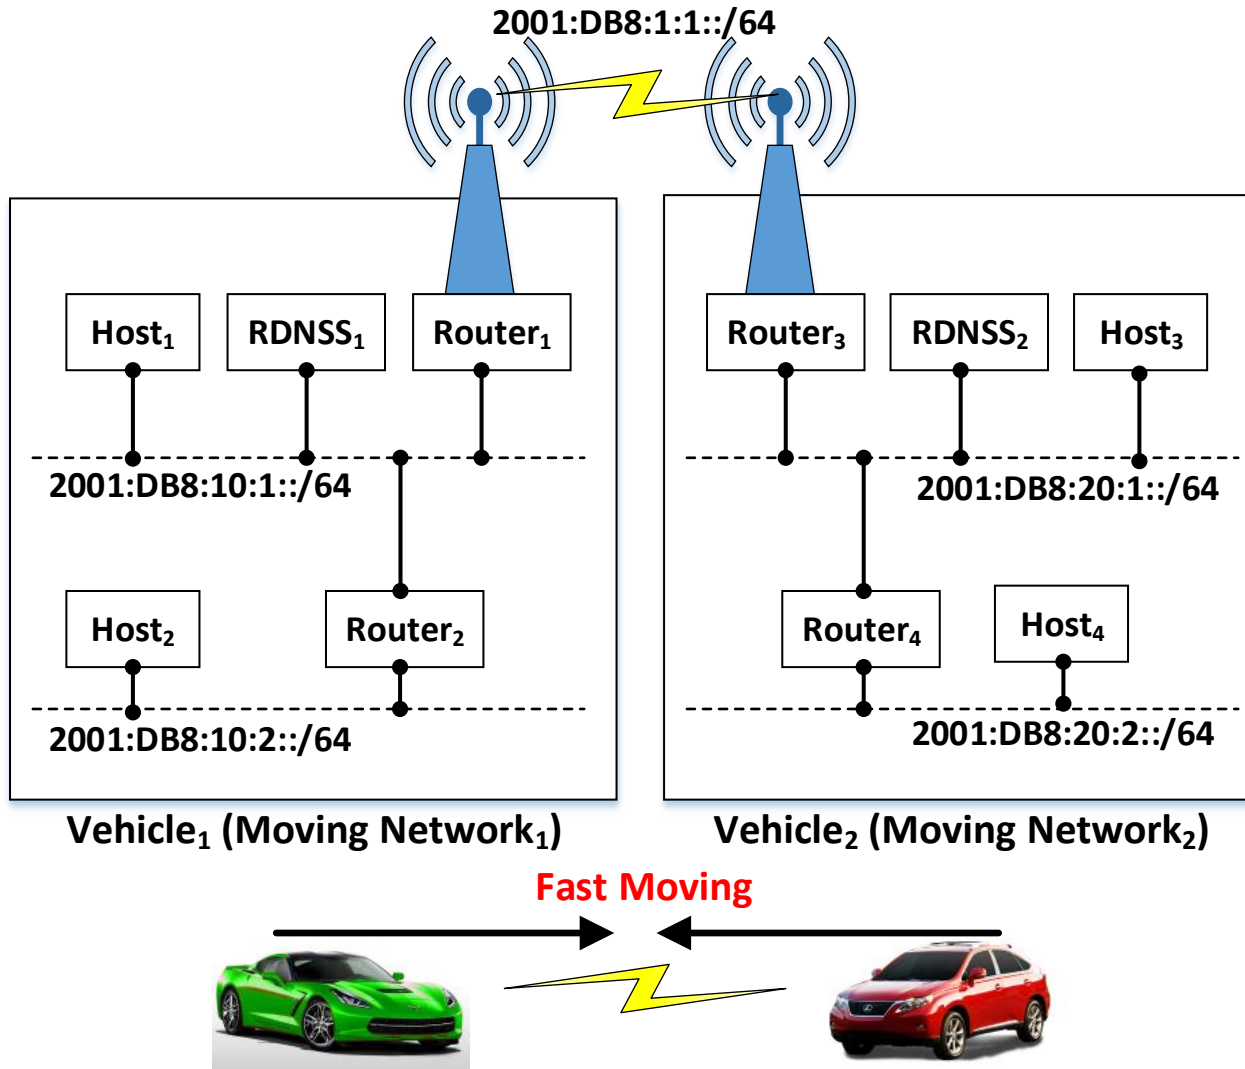 2001:DB8:1:1::/64
Host₁ RDNSS₁ Router₁
Router₃ RDNSS₂ Host₃
2001:DB8:10:1::/64
2001:DB8:20:1::/64
Host₂ Router₂
Router₄ Host₄
2001:DB8:10:2::/64
2001:DB8:20:2::/64
Vehicle₁ (Moving Network₁)
Vehicle₂ (Moving Network₂)
Fast Moving